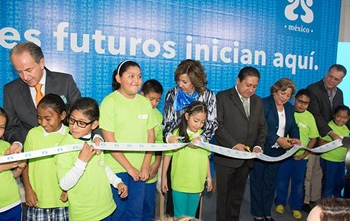 • méxico •
es futuros inician aquí.